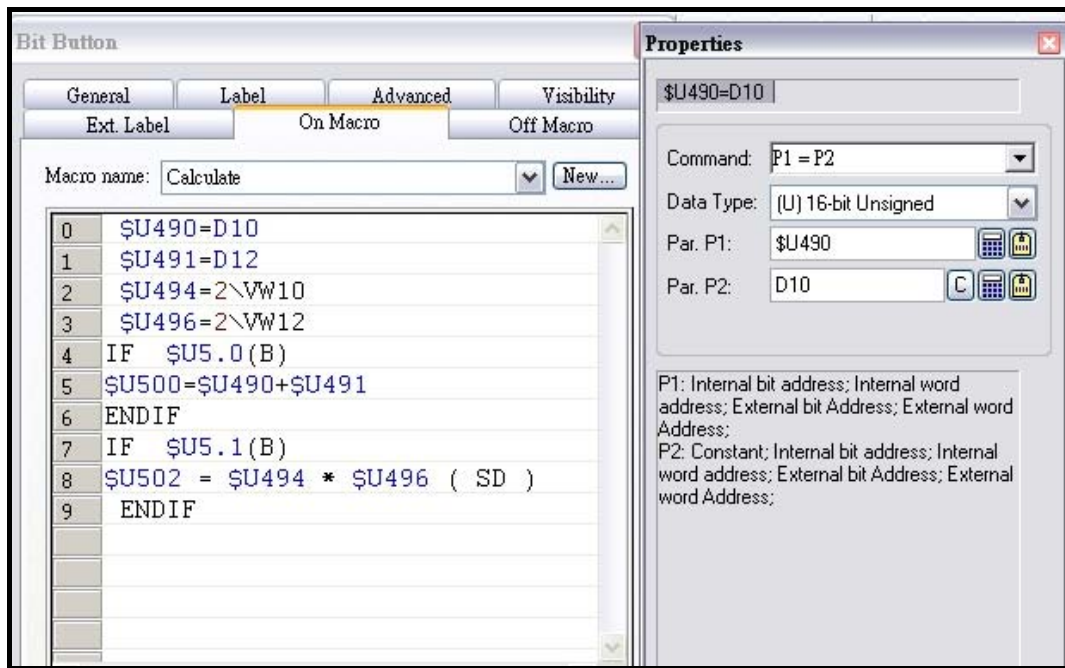 Bit Button
General Label Advanced Visibility
Ext. Label On Macro Off Macro
Macro name: Calculate New...
0 $U490=D10
1 $U491=D12
2 $U494=2\VW10
3 $U496=2\VW12
4 IF $U5.0(B)
5 $U500=$U490+$U491
6 ENDIF
7 IF $U5.1(B)
8 $U502 = $U494 * $U496 ( SD )
9 ENDIF
Properties
$U490=D10
Command: P1 = P2
Data Type: (U) 16-bit Unsigned
Par. P1: $U490
Par. P2: D10 C
P1: Internal bit address; Internal word
address; External bit Address; External word
Address;
P2: Constant; Internal bit address; Internal
word address; External bit Address; External
word Address;